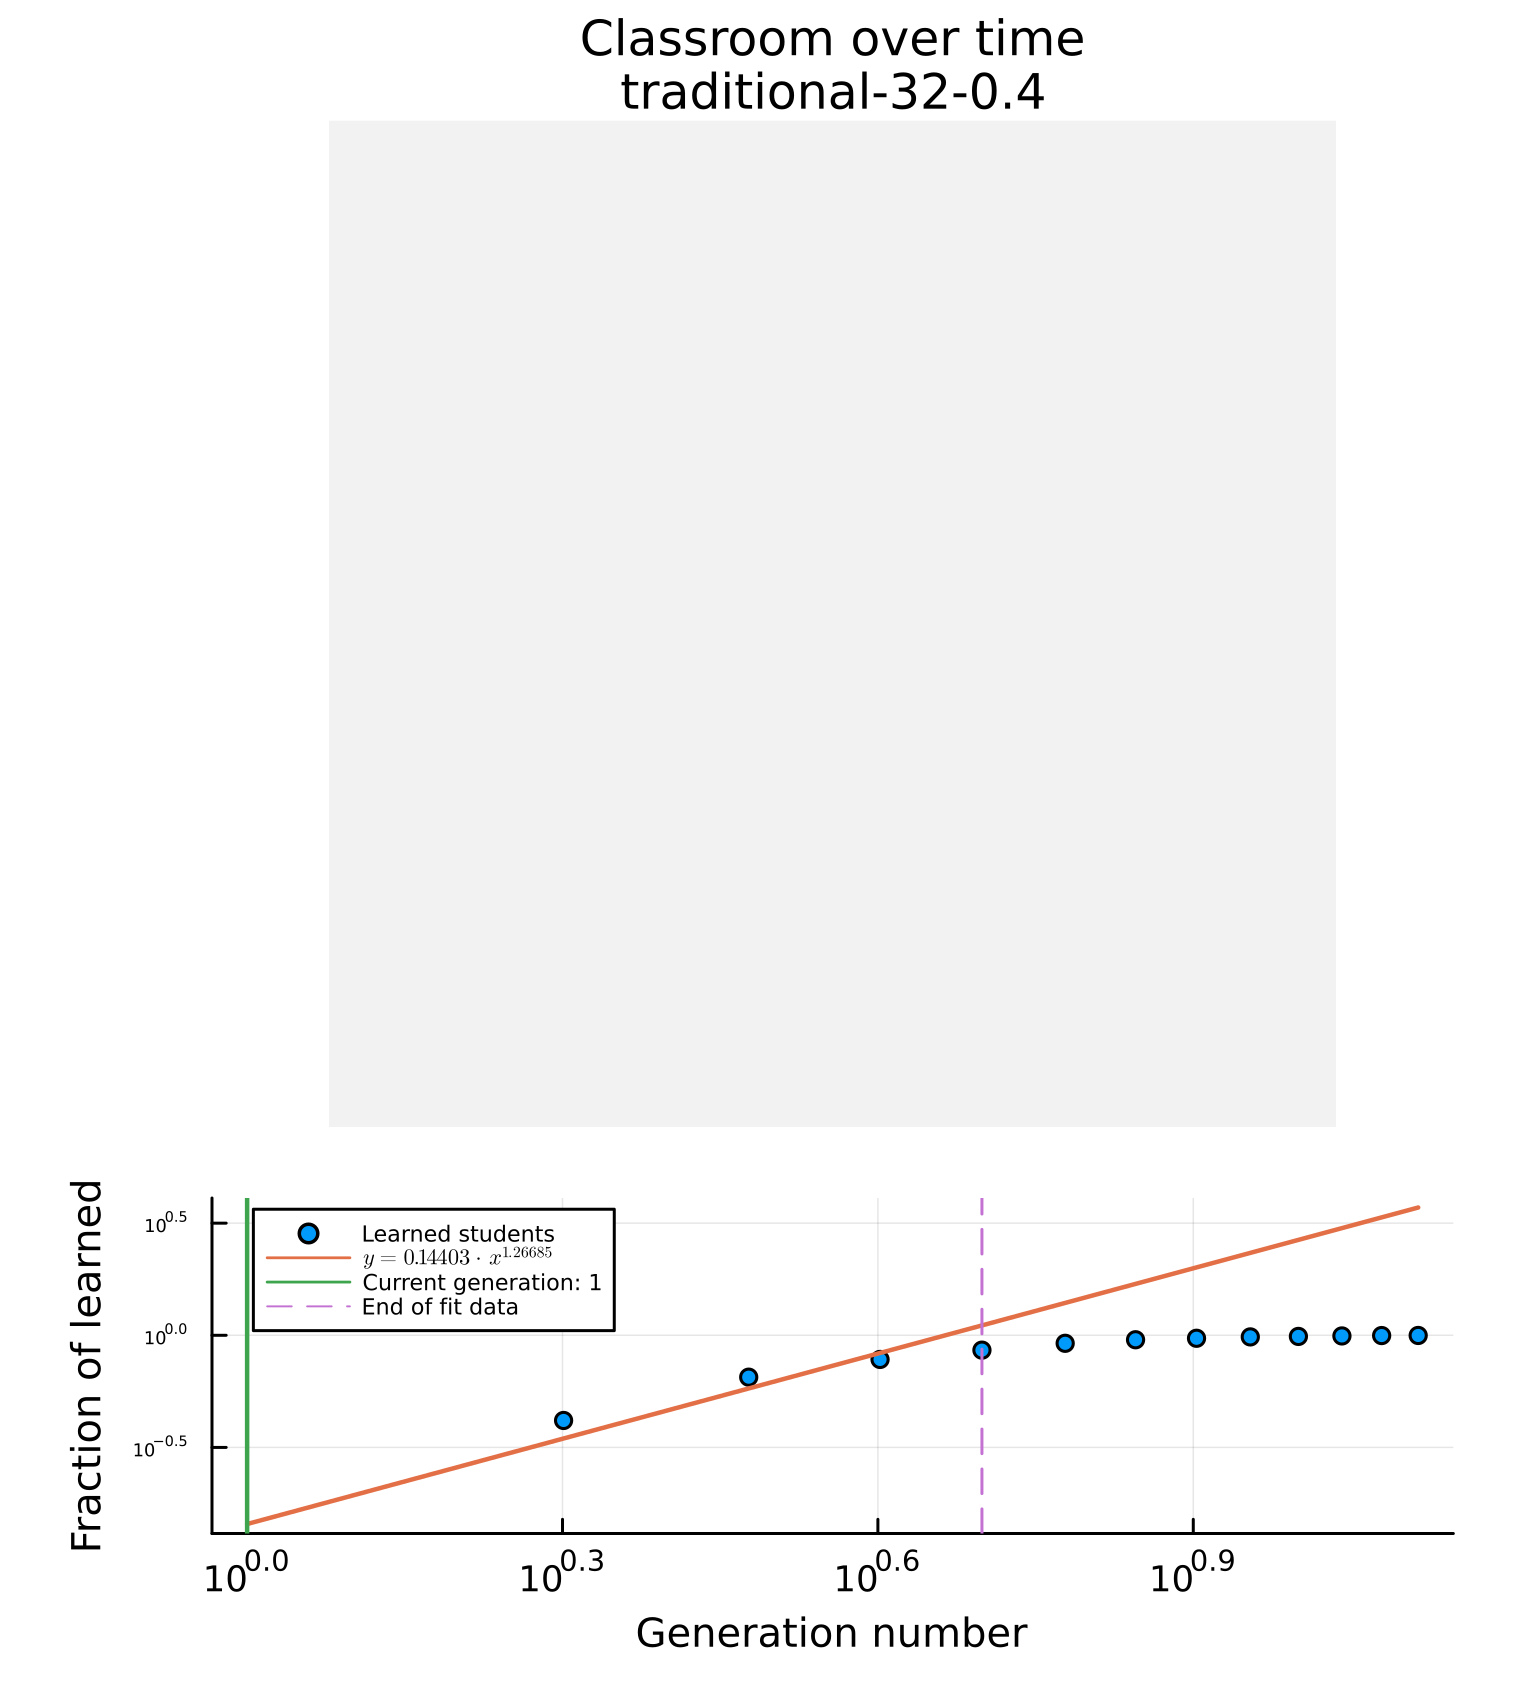 Classroom over time
traditional-32-0.4
Fraction of learned
10^0.5
10^0.0
10^−0.5
Learned students
y = 0.14403 · x^1.26685
Current generation: 1
End of fit data
10^0.0 10^0.3 10^0.6 10^0.9
Generation number